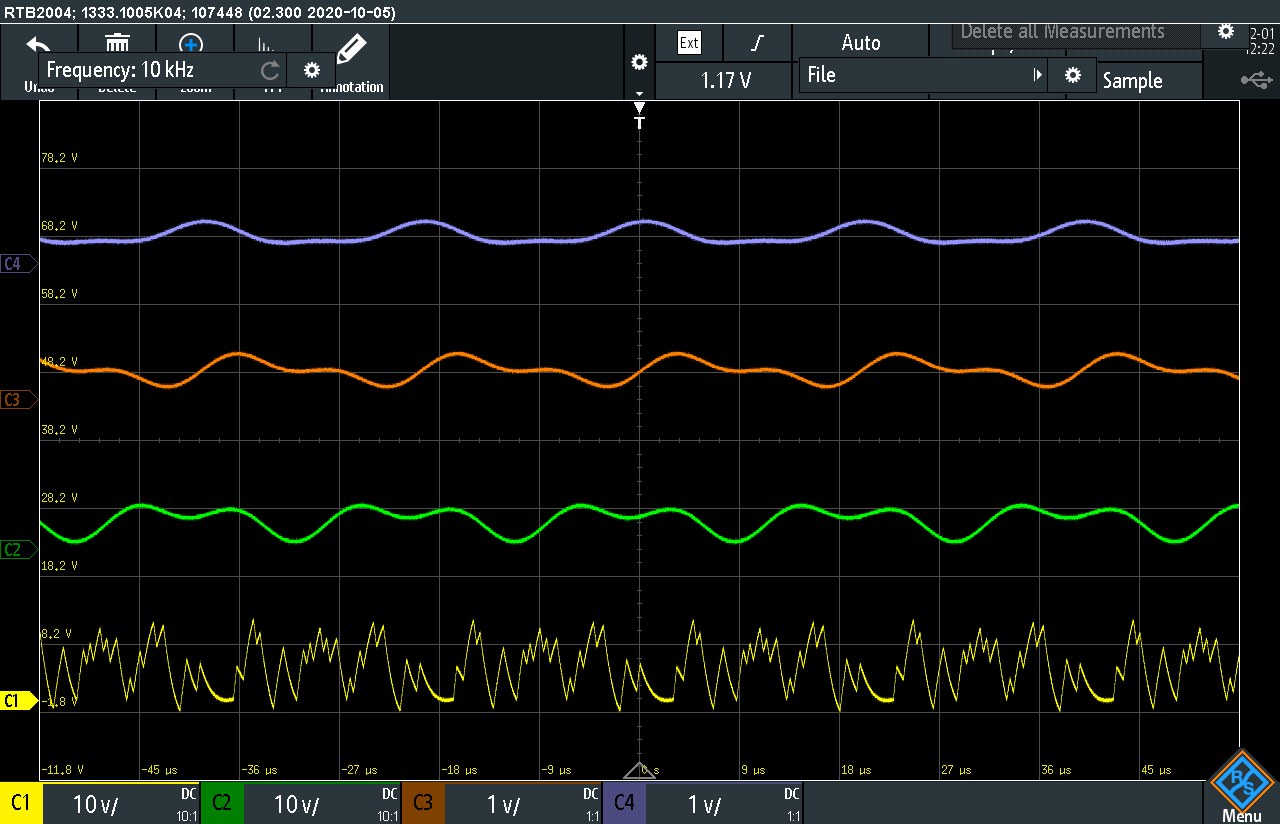 RTB2004; 1333.1005K04; 107448 (02.300 2020-10-05)
Undo
Delete
Zoom
FFT
Annotation
Frequency: 10 kHz
Ext
1.17 V
Auto
Delete all Measurements
File
Sample
2-01
2:22
T
78.2 V
68.2 V
C4
58.2 V
48.2 V
C3
38.2 V
28.2 V
C2
18.2 V
8.2 V
C1
-1.8 V
-11.8 V
-45 µs
-36 µs
-27 µs
-18 µs
-9 µs
0 s
9 µs
18 µs
27 µs
36 µs
45 µs
C1
10 V/
DC
10:1
C2
10 V/
DC
10:1
C3
1 V/
DC
1:1
C4
1 V/
DC
1:1
R
S
Menu